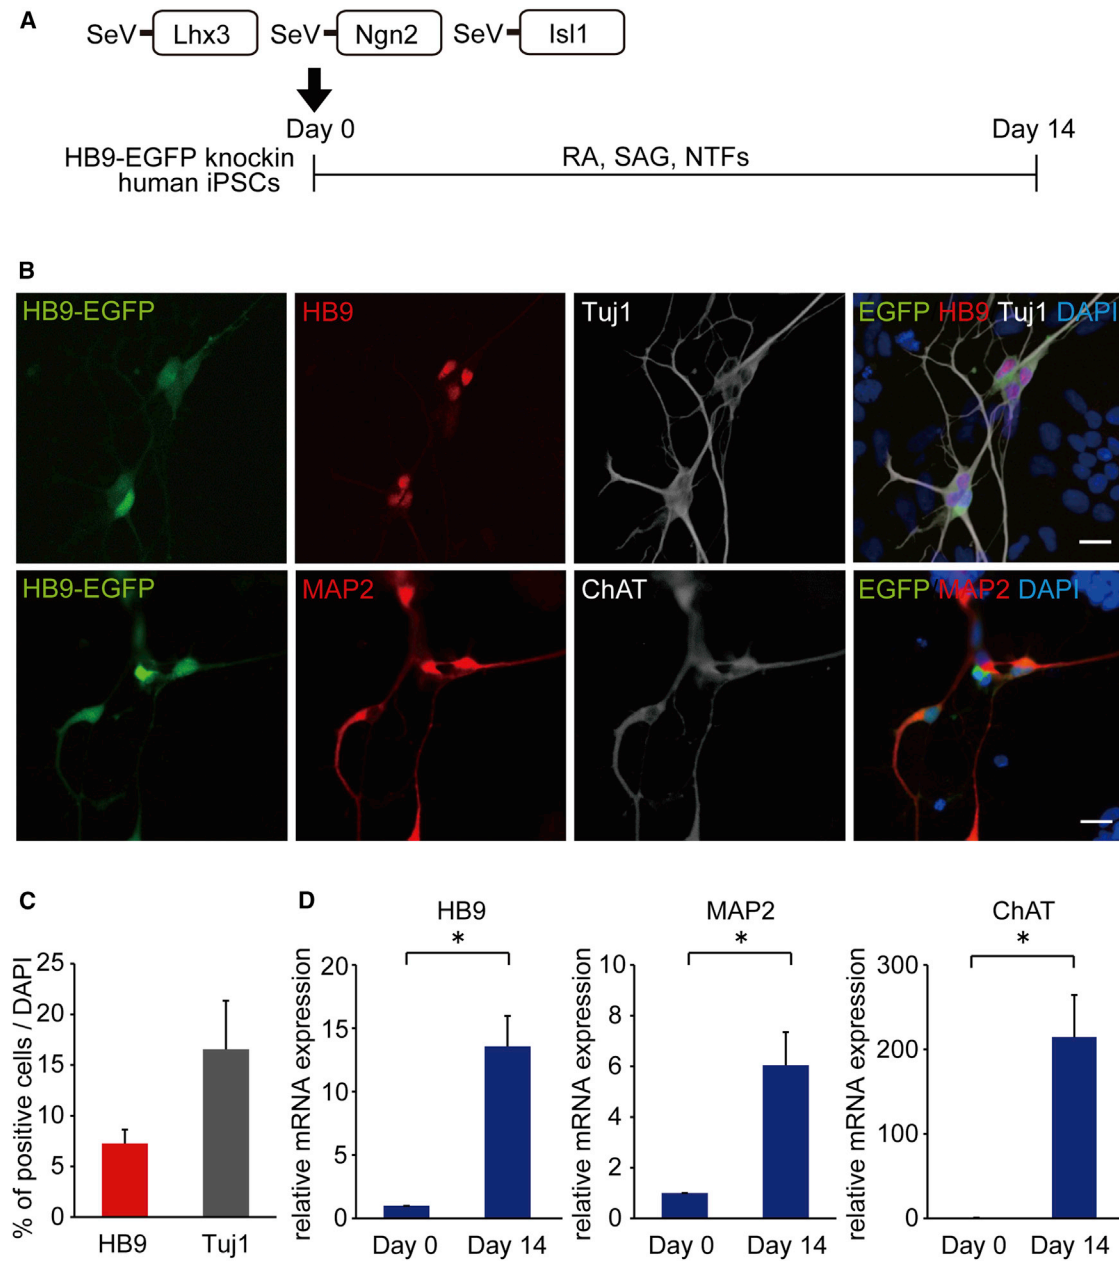 A
SeV Lhx3 SeV Ngn2 SeV Isl1
Day 0 Day 14
HB9-EGFP knockin
human iPSCs
RA, SAG, NTFs
B
HB9-EGFP HB9 Tuj1 EGFP HB9 Tuj1 DAPI
HB9-EGFP MAP2 ChAT EGFP MAP2 DAPI
C
% of positive cells / DAPI
25
20
15
10
5
0
HB9 Tuj1
D
HB9
*
relative mRNA expression
20
15
10
5
0
Day 0 Day 14
MAP2
*
relative mRNA expression
10
8
6
4
2
0
Day 0 Day 14
ChAT
*
relative mRNA expression
300
200
100
0
Day 0 Day 14